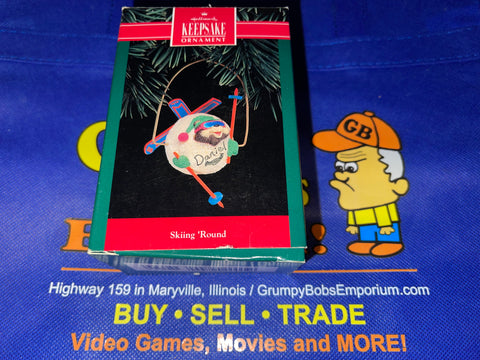 Hallmark
KEEPSAKE
ORNAMENT
Daniel
Skiing 'Round
GB
Highway 159 in Maryville, Illinois / GrumpyBobsEmporium.com
BUY • SELL • TRADE
Video Games, Movies and MORE!